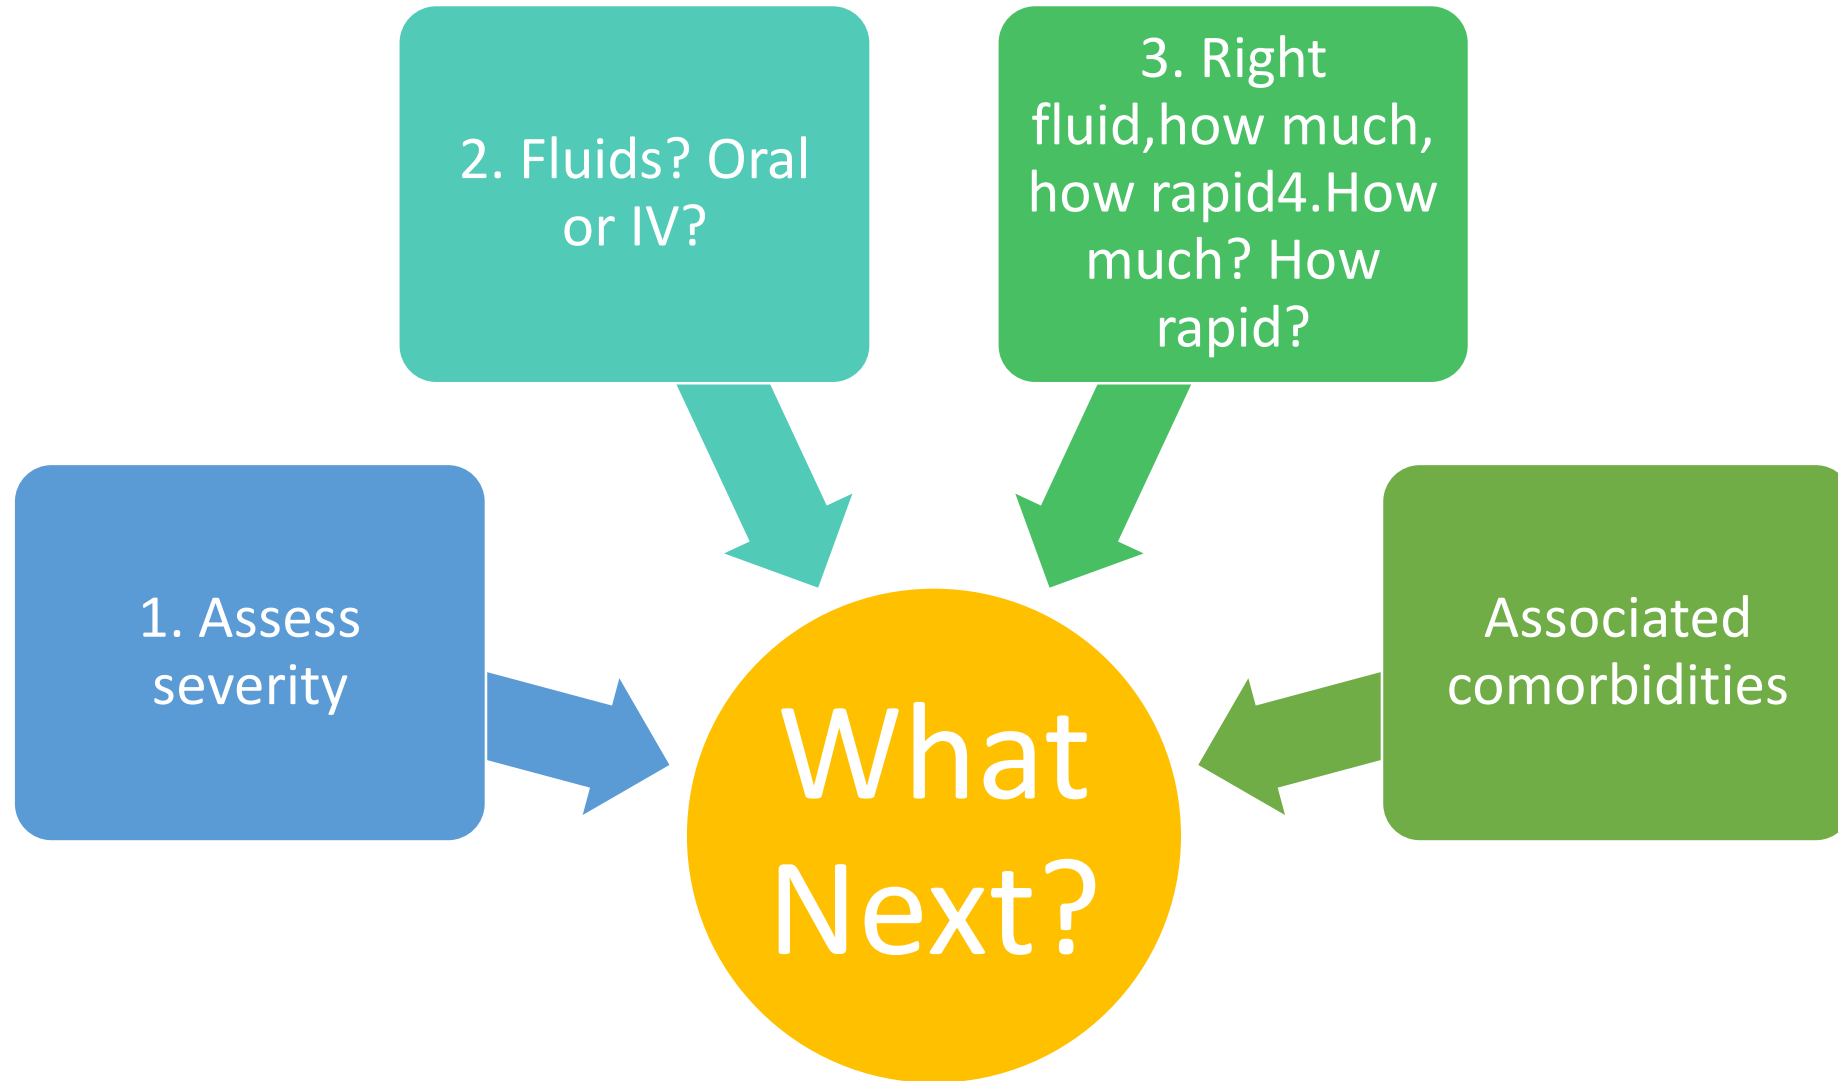 1. Assess
severity
2. Fluids? Oral
or IV?
3. Right
fluid,how much,
how rapid4.How
much? How
rapid?
Associated
comorbidities
What
Next?